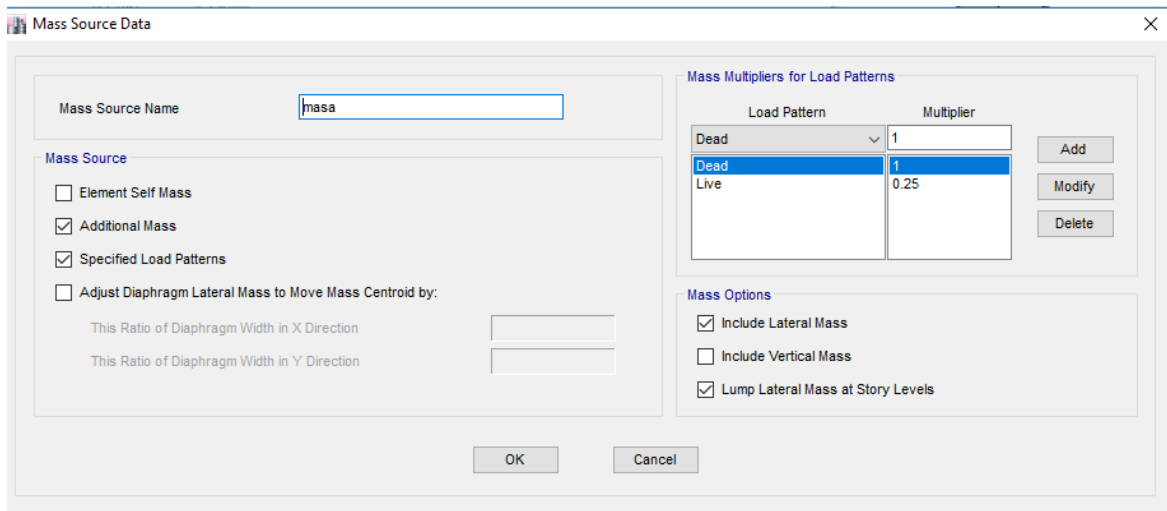 Mass Source Data
Mass Source Name masa
Mass Source
Element Self Mass
Additional Mass
Specified Load Patterns
Adjust Diaphragm Lateral Mass to Move Mass Centroid by:
This Ratio of Diaphragm Width in X Direction
This Ratio of Diaphragm Width in Y Direction
Mass Multipliers for Load Patterns
Load Pattern Multiplier
Dead 1
Dead 1
Live 0.25
Add
Modify
Delete
Mass Options
Include Lateral Mass
Include Vertical Mass
Lump Lateral Mass at Story Levels
OK Cancel